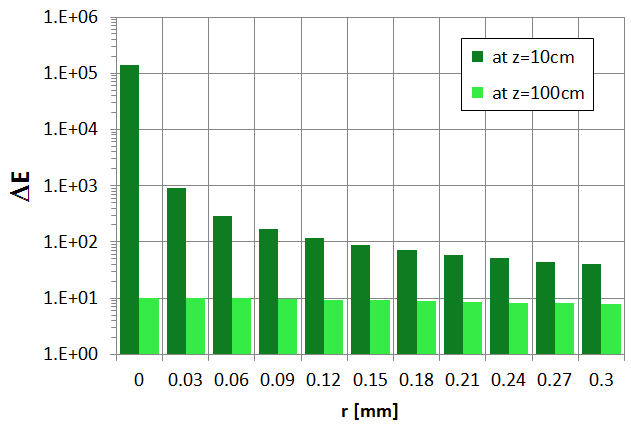 1.E+06
1.E+05
1.E+04
1.E+03
1.E+02
1.E+01
1.E+00
ΔE
at z=10cm
at z=100cm
0 0.03 0.06 0.09 0.12 0.15 0.18 0.21 0.24 0.27 0.3
r [mm]